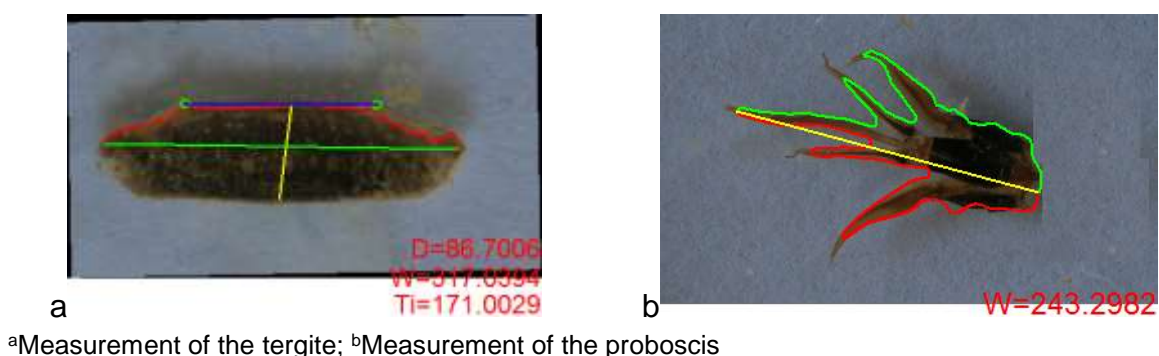 D=86.7006
W=317.0394
Ti=171.0029
a
W=243.2982
b
ᵃMeasurement of the tergite; ᵇMeasurement of the proboscis